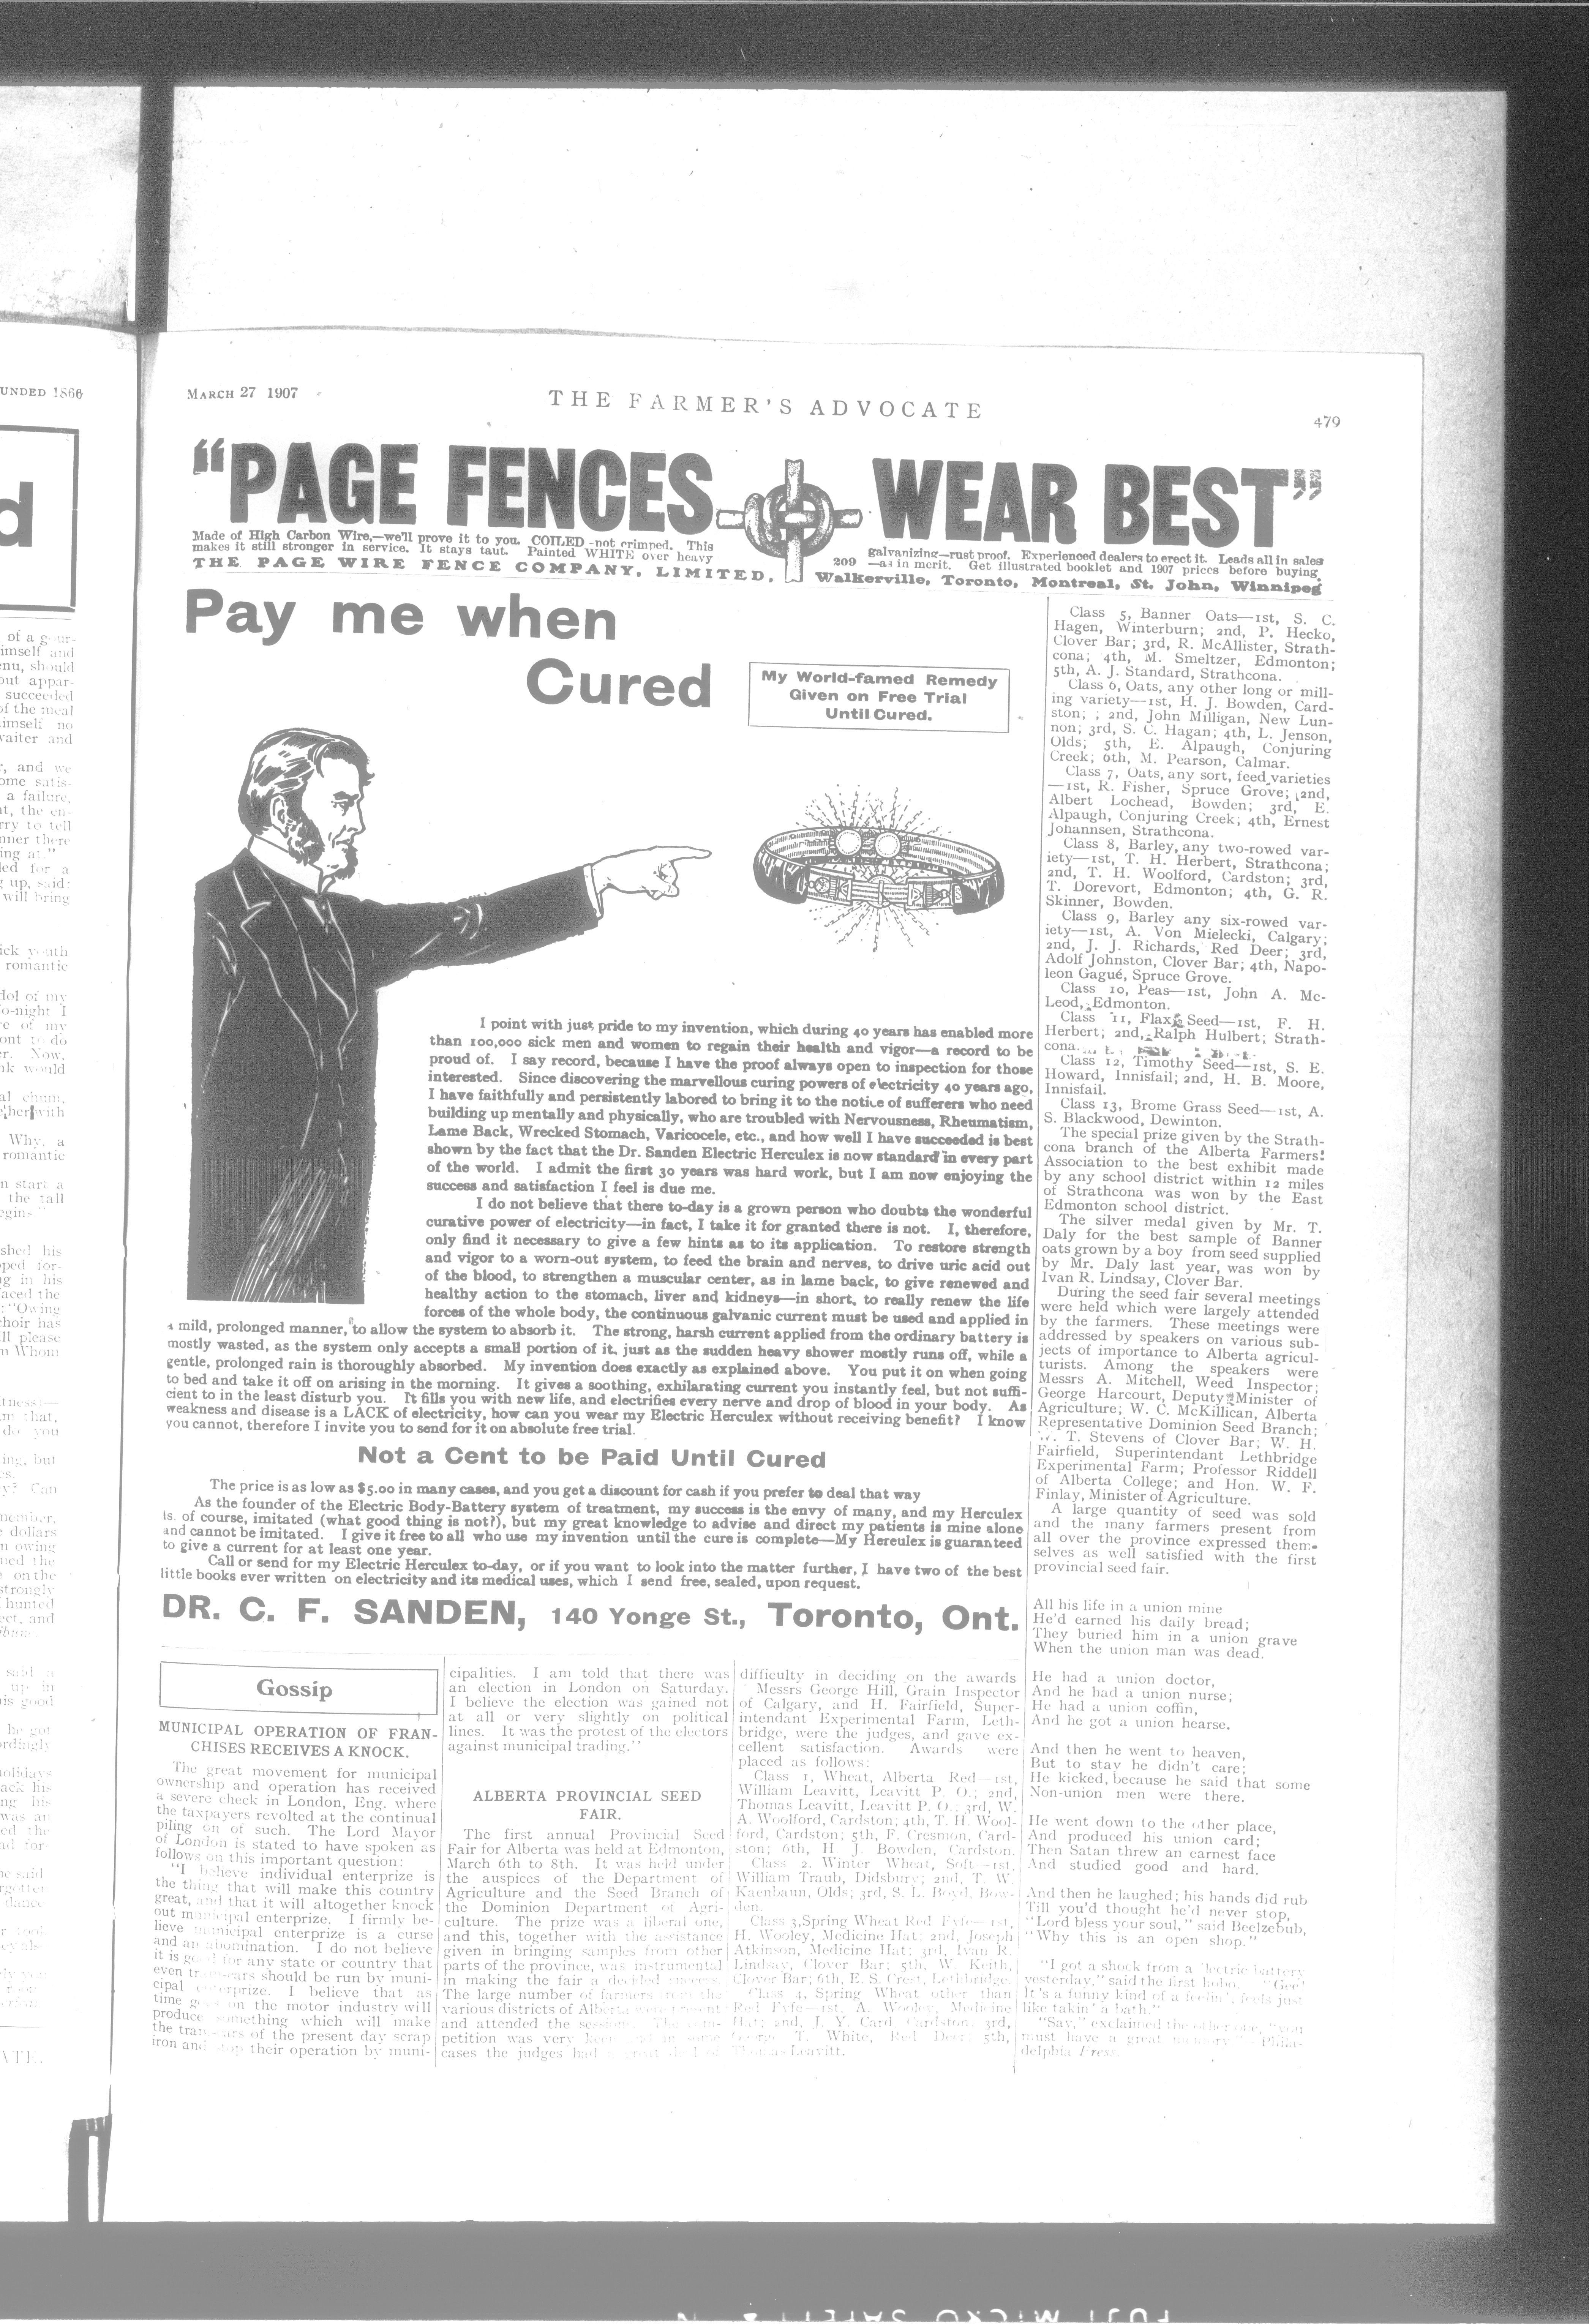 MARCH 27 1907
THE FARMER'S ADVOCATE
479
"PAGE FENCES WEAR BEST"
Made of High Carbon Wire,—we'll prove it to you. COILED—not crimped. This
makes it still stronger in service. It stays taut. Painted WHITE over heavy
galvanizing—rust proof. Experienced dealers to erect it. Leads all in sales
209 —as in merit. Get illustrated booklet and 1907 prices before buying.
THE PAGE WIRE FENCE COMPANY, LIMITED,
Walkerville, Toronto, Montreal, St. John, Winnipeg
Pay me when
Cured
My World-famed Remedy
Given on Free Trial
Until Cured.
I point with just pride to my invention, which during 40 years has enabled more
than 100,000 sick men and women to regain their health and vigor—a record to be
proud of. I say record, because I have the proof always open to inspection for those
interested. Since discovering the marvellous curing powers of electricity 40 years ago,
I have faithfully and persistently labored to bring it to the notice of sufferers who need
building up mentally and physically, who are troubled with Nervousness, Rheumatism,
Lame Back, Wrecked Stomach, Varicocele, etc., and how well I have succeeded is best
shown by the fact that the Dr. Sanden Electric Herculex is now standard in every part
of the world. I admit the first 30 years was hard work, but I am now enjoying the
success and satisfaction I feel is due me.
I do not believe that there to-day is a grown person who doubts the wonderful
curative power of electricity—in fact, I take it for granted there is not. I, therefore,
only find it necessary to give a few hints as to its application. To restore strength
and vigor to a worn-out system, to feed the brain and nerves, to drive uric acid out
of the blood, to strengthen a muscular center, as in lame back, to give renewed and
healthy action to the stomach, liver and kidneys—in short, to really renew the life
forces of the whole body, the continuous galvanic current must be used and applied in
a mild, prolonged manner, to allow the system to absorb it. The strong, harsh current applied from the ordinary battery is
mostly wasted, as the system only accepts a small portion of it, just as the sudden heavy shower mostly runs off, while a
gentle, prolonged rain is thoroughly absorbed. My invention does exactly as explained above. You put it on when going
to bed and take it off on arising in the morning. It gives a soothing, exhilarating current you instantly feel, but not suffi-
cient to in the least disturb you. It fills you with new life, and electrifies every nerve and drop of blood in your body. As
weakness and disease is a LACK of electricity, how can you wear my Electric Herculex without receiving benefit? I know
you cannot, therefore I invite you to send for it on absolute free trial.
Not a Cent to be Paid Until Cured
The price is as low as $5.00 in many cases, and you get a discount for cash if you prefer to deal that way
As the founder of the Electric Body-Battery system of treatment, my success is the envy of many, and my Herculex
is, of course, imitated (what good thing is not?), but my great knowledge to advise and direct my patients is mine alone
and cannot be imitated. I give it free to all who use my invention until the cure is complete—My Hereulex is guaranteed
to give a current for at least one year.
Call or send for my Electric Herculex to-day, or if you want to look into the matter further, I have two of the best
little books ever written on electricity and its medical uses, which I send free, sealed, upon request.
DR. C. F. SANDEN, 140 Yonge St., Toronto, Ont.
Gossip
MUNICIPAL OPERATION OF FRAN-
CHISES RECEIVES A KNOCK.
The great movement for municipal
ownership and operation has received
a severe check in London, Eng. where
the taxpayers revolted at the continual
piling on of such. The Lord Mayor
of London is stated to have spoken as
follows on this important question:
"I believe individual enterprize is
the thing that will make this country
great, and that it will altogether knock
out municipal enterprize. I firmly be-
lieve municipal enterprize is a curse
and an abomination. I do not believe
it is good for any state or country that
even tram-cars should be run by muni-
cipal enterprize. I believe that as
time goes on the motor industry will
produce something which will make
the tram-cars of the present day scrap
iron and stop their operation by muni-
cipalities. I am told that there was
an election in London on Saturday.
I believe the election was gained not
at all or very slightly on political
lines. It was the protest of the electors
against municipal trading."
ALBERTA PROVINCIAL SEED
FAIR.
The first annual Provincial Seed
Fair for Alberta was held at Edmonton,
March 6th to 8th. It was held under
the auspices of the Department of
Agriculture and the Seed Branch of
the Dominion Department of Agri-
culture. The prize was a liberal one,
and this, together with the assistance
given in bringing samples from other
parts of the province, was instrumental
in making the fair a decided success.
The large number of farmers from the
various districts of Alberta were present
and attended the sessions. The com-
petition was very keen and in some
cases the judges had a great deal of
difficulty in deciding on the awards
Messrs George Hill, Grain Inspector
of Calgary, and H. Fairfield, Super-
intendant Experimental Farm, Leth-
bridge, were the judges, and gave ex-
cellent satisfaction. Awards were
placed as follows:
Class 1, Wheat, Alberta Red—1st,
William Leavitt, Leavitt P. O.; 2nd,
Thomas Leavitt, Leavitt P. O.; 3rd, W.
A. Woolford, Cardston; 4th, T. H. Wool-
ford, Cardston; 5th, F. Cresmon, Card-
ston; 6th, H J. Bowden, Cardston.
Class 2. Winter Wheat, Soft—1st,
William Traub, Didsbury; 2nd, T. W.
Kaenbaun, Olds; 3rd, S. L. Boyd, Bow-
den.
Class 3, Spring Wheat Red Fyfe—1st,
H. Wooley, Medicine Hat; 2nd, Joseph
Atkinson, Medicine Hat; 3rd, Ivan R.
Lindsay, Clover Bar; 5th, W. Keith,
Clover Bar; 6th, E. S. Crest, Lethbridge.
Class 4, Spring Wheat other than
Red Fyfe—1st, A. Wooley, Medicine
Hat; 2nd, J. Y. Card Cardston, 3rd,
George T. White, Red Deer; 5th,
Thomas Leavitt.
Class 5, Banner Oats—1st, S. C.
Hagen, Winterburn; 2nd, P. Hecko,
Clover Bar; 3rd, R. McAllister, Strath-
cona; 4th, M. Smeltzer, Edmonton;
5th, A. J. Standard, Strathcona.
Class 6, Oats, any other long or mill-
ing variety—1st, H. J. Bowden, Card-
ston; ; 2nd, John Milligan, New Lun-
non; 3rd, S. C. Hagan; 4th, L. Jenson,
Olds; 5th, E. Alpaugh, Conjuring
Creek; 6th, M. Pearson, Calmar.
Class 7, Oats, any sort, feed varieties
—1st, R. Fisher, Spruce Grove; 2nd,
Albert Lochead, Bowden; 3rd, E.
Alpaugh, Conjuring Creek; 4th, Ernest
Johannsen, Strathcona.
Class 8, Barley, any two-rowed var-
iety—1st, T. H. Herbert, Strathcona;
2nd, T. H. Woolford, Cardston; 3rd,
T. Dorevort, Edmonton; 4th, G. R.
Skinner, Bowden.
Class 9, Barley any six-rowed var-
iety—1st, A. Von Mielecki, Calgary;
2nd, J. J. Richards, Red Deer; 3rd,
Adolf Johnston, Clover Bar; 4th, Napo-
leon Gagué, Spruce Grove.
Class 10, Peas—1st, John A. Mc-
Leod, Edmonton.
Class 11, Flax Seed—1st, F. H.
Herbert; 2nd, Ralph Hulbert; Strath-
cona.
Class 12, Timothy Seed—1st, S. E.
Howard, Innisfail; 2nd, H. B. Moore,
Innisfail.
Class 13, Brome Grass Seed—1st, A.
S. Blackwood, Dewinton.
The special prize given by the Strath-
cona branch of the Alberta Farmers'
Association to the best exhibit made
by any school district within 12 miles
of Strathcona was won by the East
Edmonton school district.
The silver medal given by Mr. T.
Daly for the best sample of Banner
oats grown by a boy from seed supplied
by Mr. Daly last year, was won by
Ivan R. Lindsay, Clover Bar.
During the seed fair several meetings
were held which were largely attended
by the farmers. These meetings were
addressed by speakers on various sub-
jects of importance to Alberta agricul-
turists. Among the speakers were
Messrs A. Mitchell, Weed Inspector;
George Harcourt, Deputy Minister of
Agriculture; W. C. McKillican, Alberta
Representative Dominion Seed Branch;
W. T. Stevens of Clover Bar; W. H.
Fairfield, Superintendant Lethbridge
Experimental Farm; Professor Riddell
of Alberta College; and Hon. W. F.
Finlay, Minister of Agriculture.
A large quantity of seed was sold
and the many farmers present from
all over the province expressed them-
selves as well satisfied with the first
provincial seed fair.
All his life in a union mine
He'd earned his daily bread;
They buried him in a union grave
When the union man was dead.
He had a union doctor,
And he had a union nurse;
He had a union coffin,
And he got a union hearse.
And then he went to heaven,
But to stay he didn't care;
He kicked, because he said that some
Non-union men were there.
He went down to the other place,
And produced his union card;
Then Satan threw an earnest face
And studied good and hard.
And then he laughed; his hands did rub
Till you'd thought he'd never stop,
"Lord bless your soul," said Beelzebub,
"Why this is an open shop."
"I got a shock from a 'lectric battery
yesterday," said the first hobo. "Gee!
It's a funny kind of a feelin', feels just
like takin' a bath."
"Say," exclaimed the other one, "you
must have a great memory."—Phila-
delphia Press.